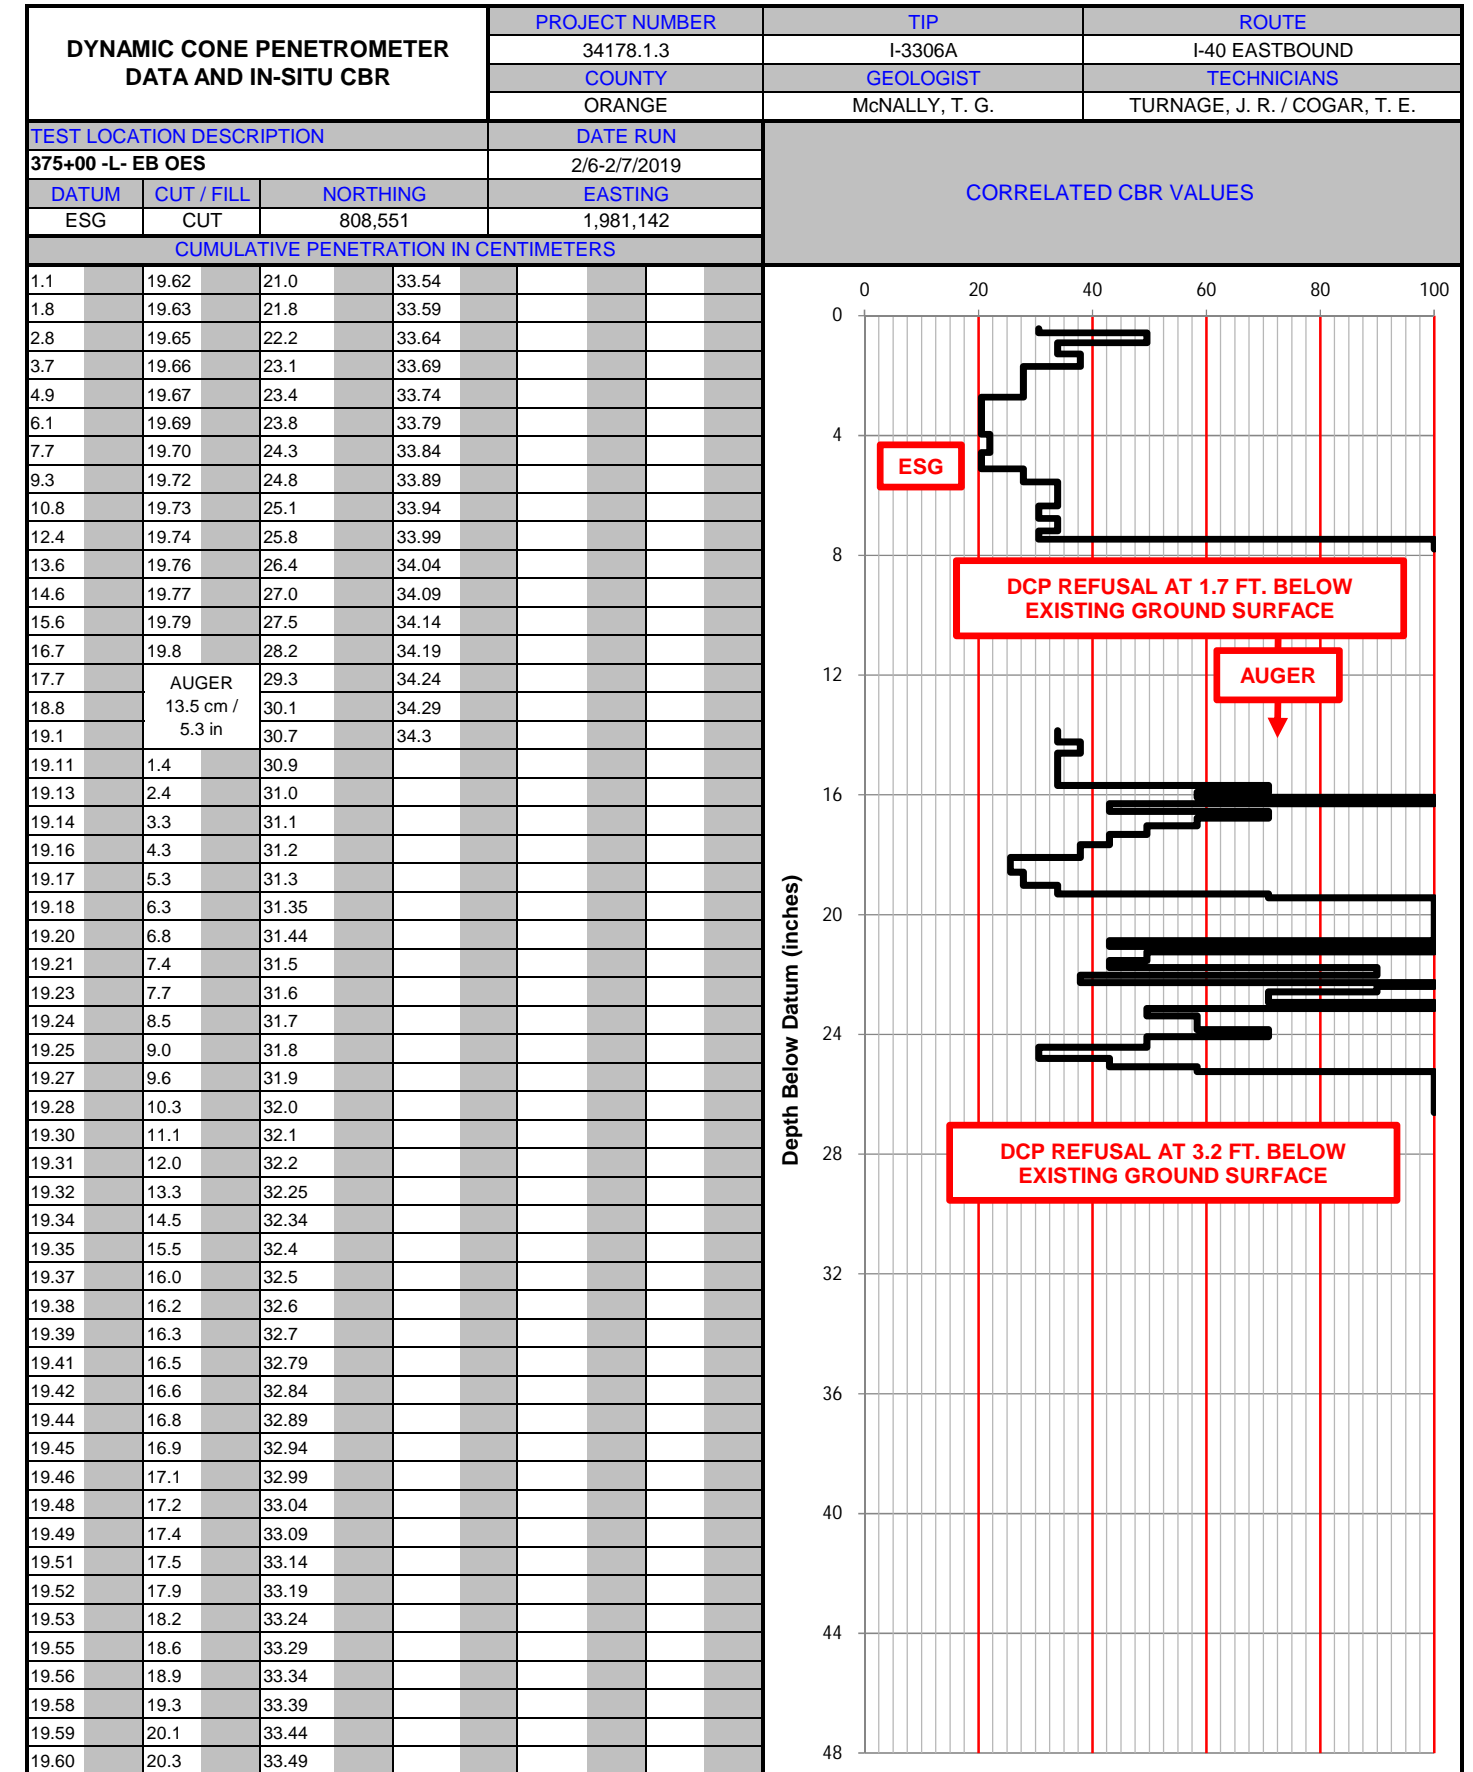 DYNAMIC CONE PENETROMETER
DATA AND IN-SITU CBR
PROJECT NUMBER TIP ROUTE
34178.1.3 I-3306A I-40 EASTBOUND
COUNTY GEOLOGIST TECHNICIANS
ORANGE McNALLY, T. G. TURNAGE, J. R. / COGAR, T. E.
TEST LOCATION DESCRIPTION DATE RUN
375+00 -L- EB OES 2/6-2/7/2019
DATUM CUT / FILL NORTHING EASTING
ESG CUT 808,551 1,981,142
CUMULATIVE PENETRATION IN CENTIMETERS
CORRELATED CBR VALUES
1.1 19.62 21.0 33.54
1.8 19.63 21.8 33.59
2.8 19.65 22.2 33.64
3.7 19.66 23.1 33.69
4.9 19.67 23.4 33.74
6.1 19.69 23.8 33.79
7.7 19.70 24.3 33.84
9.3 19.72 24.8 33.89
10.8 19.73 25.1 33.94
12.4 19.74 25.8 33.99
13.6 19.76 26.4 34.04
14.6 19.77 27.0 34.09
15.6 19.79 27.5 34.14
16.7 19.8 28.2 34.19
17.7 AUGER 29.3 34.24
18.8 13.5 cm / 30.1 34.29
19.1 5.3 in 30.7 34.3
19.11 1.4 30.9
19.13 2.4 31.0
19.14 3.3 31.1
19.16 4.3 31.2
19.17 5.3 31.3
19.18 6.3 31.35
19.20 6.8 31.44
19.21 7.4 31.5
19.23 7.7 31.6
19.24 8.5 31.7
19.25 9.0 31.8
19.27 9.6 31.9
19.28 10.3 32.0
19.30 11.1 32.1
19.31 12.0 32.2
19.32 13.3 32.25
19.34 14.5 32.34
19.35 15.5 32.4
19.37 16.0 32.5
19.38 16.2 32.6
19.39 16.3 32.7
19.41 16.5 32.79
19.42 16.6 32.84
19.44 16.8 32.89
19.45 16.9 32.94
19.46 17.1 32.99
19.48 17.2 33.04
19.49 17.4 33.09
19.51 17.5 33.14
19.52 17.9 33.19
19.53 18.2 33.24
19.55 18.6 33.29
19.56 18.9 33.34
19.58 19.3 33.39
19.59 20.1 33.44
19.60 20.3 33.49
0 20 40 60 80 100
0
4
8
12
16
20
24
28
32
36
40
44
48
Depth Below Datum (inches)
ESG
DCP REFUSAL AT 1.7 FT. BELOW
EXISTING GROUND SURFACE
AUGER
DCP REFUSAL AT 3.2 FT. BELOW
EXISTING GROUND SURFACE